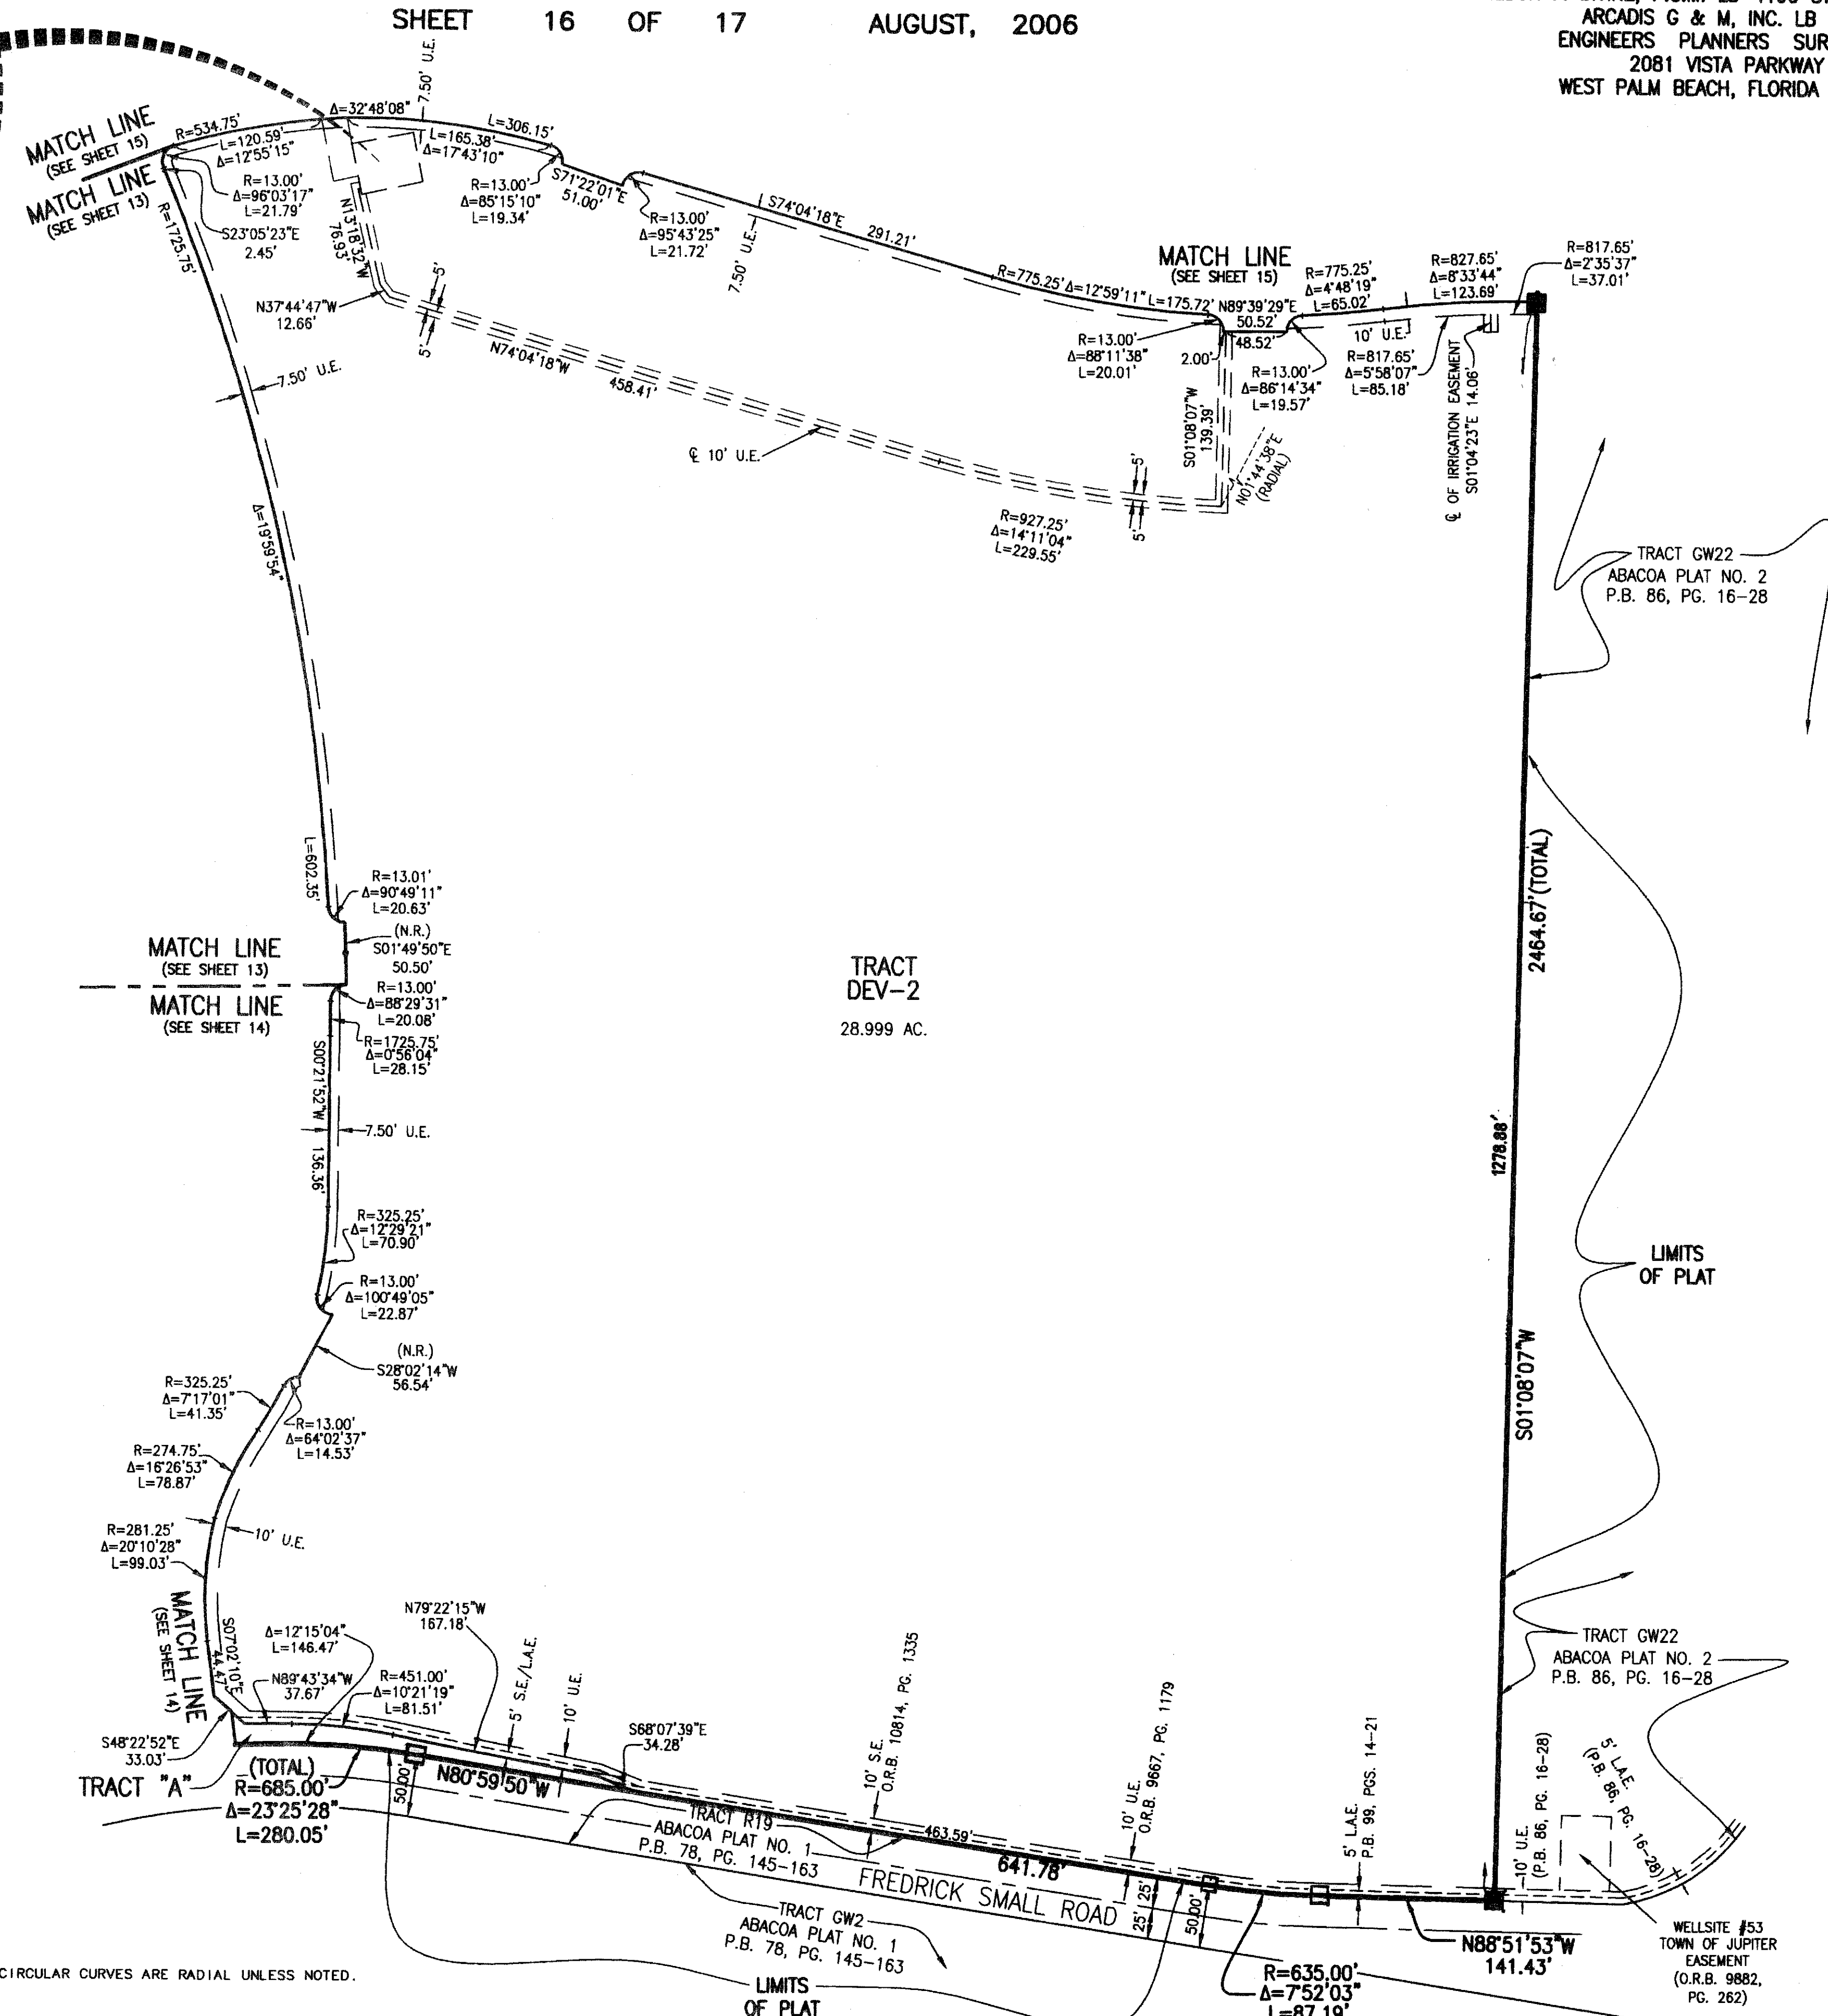 SHEET 16 OF 17 AUGUST, 2006
ARCADIS G & M, INC. LB
ENGINEERS PLANNERS SUR
2081 VISTA PARKWAY
WEST PALM BEACH, FLORIDA
MATCH LINE
(SEE SHEET 15)
MATCH LINE
(SEE SHEET 13)
R=534.75'
L=120.59'
Δ=12°55'15"
Δ=32°48'08"
7.50' U.E.
L=306.15'
L=165.38'
Δ=17°43'10"
R=13.00'
Δ=96°03'17"
L=21.79'
S23°05'23"E
2.45'
R=1725.75'
N13°18'32"W
76.93'
R=13.00'
Δ=85°15'10"
L=19.34'
S71°22'01"E
51.00'
R=13.00'
Δ=95°43'25"
L=21.72'
S74°04'18"E
291.21'
7.50' U.E.
MATCH LINE
(SEE SHEET 15)
R=775.25'
Δ=12°59'11"
L=175.72'
N89°39'29"E
50.52'
48.52'
R=775.25'
Δ=4°48'19"
L=65.02'
R=827.65'
Δ=8°33'44"
L=123.69'
R=817.65'
Δ=2°35'37"
L=37.01'
10' U.E.
R=13.00'
Δ=88°11'38"
L=20.01'
2.00'
R=13.00'
Δ=86°14'34"
L=19.57'
R=817.65'
Δ=5°58'07"
L=85.18'
℄ OF IRRIGATION EASEMENT
S01°04'23"E 14.06'
S01°08'07"W
139.39'
N01°44'38"E
(RADIAL)
N37°44'47"W
12.66'
5'
5'
N74°04'18"W
458.41'
℄ 10' U.E.
R=927.25'
Δ=14°11'04"
L=229.55'
5'
5'
7.50' U.E.
Δ=19°59'54"
L=602.35'
TRACT GW22
ABACOA PLAT NO. 2
P.B. 86, PG. 16-28
R=13.01'
Δ=90°49'11"
L=20.63'
(N.R.)
S01°49'50"E
50.50'
MATCH LINE
(SEE SHEET 13)
MATCH LINE
(SEE SHEET 14)
R=13.00'
Δ=88°29'31"
L=20.08'
R=1725.75'
Δ=0°56'04"
L=28.15'
TRACT
DEV-2
28.999 AC.
2464.67'(TOTAL)
1278.88'
S01°08'07"W
LIMITS
OF PLAT
S00°21'52"W
136.36'
7.50' U.E.
R=325.25'
Δ=12°29'21"
L=70.90'
R=13.00'
Δ=100°49'05"
L=22.87'
(N.R.)
S28°02'14"W
56.54'
R=325.25'
Δ=7°17'01"
L=41.35'
R=13.00'
Δ=64°02'37"
L=14.53'
R=274.75'
Δ=16°26'53"
L=78.87'
10' U.E.
R=281.25'
Δ=20°10'28"
L=99.03'
MATCH LINE
(SEE SHEET 14)
S07°02'10"E
44.47'
Δ=12°15'04"
L=146.47'
N89°43'34"W
37.67'
R=451.00'
Δ=10°21'19"
L=81.51'
N79°22'15"W
167.18'
5' S.E./L.A.E.
10' U.E.
S68°07'39"E
34.28'
S48°22'52"E
33.03'
TRACT "A"
(TOTAL)
R=685.00'
Δ=23°25'28"
L=280.05'
50.00'
N80°59'50"W
10' S.E.
O.R.B. 10814, PG. 1335
10' U.E.
O.R.B. 9667, PG. 1179
5' L.A.E.
P.B. 99, PGS. 14-21
TRACT GW22
ABACOA PLAT NO. 2
P.B. 86, PG. 16-28
10' U.E.
(P.B. 86, PG. 16-28)
5' L.A.E.
(P.B. 86, PG. 16-28)
TRACT R19
ABACOA PLAT NO. 1
P.B. 78, PG. 145-163
463.59'
641.78'
FREDRICK SMALL ROAD
25'
25'
50.00'
TRACT GW2
ABACOA PLAT NO. 1
P.B. 78, PG. 145-163
N88°51'53"W
141.43'
R=635.00'
Δ=7°52'03"
L=87.19'
WELLSITE #53
TOWN OF JUPITER
EASEMENT
(O.R.B. 9882,
PG. 262)
CIRCULAR CURVES ARE RADIAL UNLESS NOTED.
LIMITS
OF PLAT